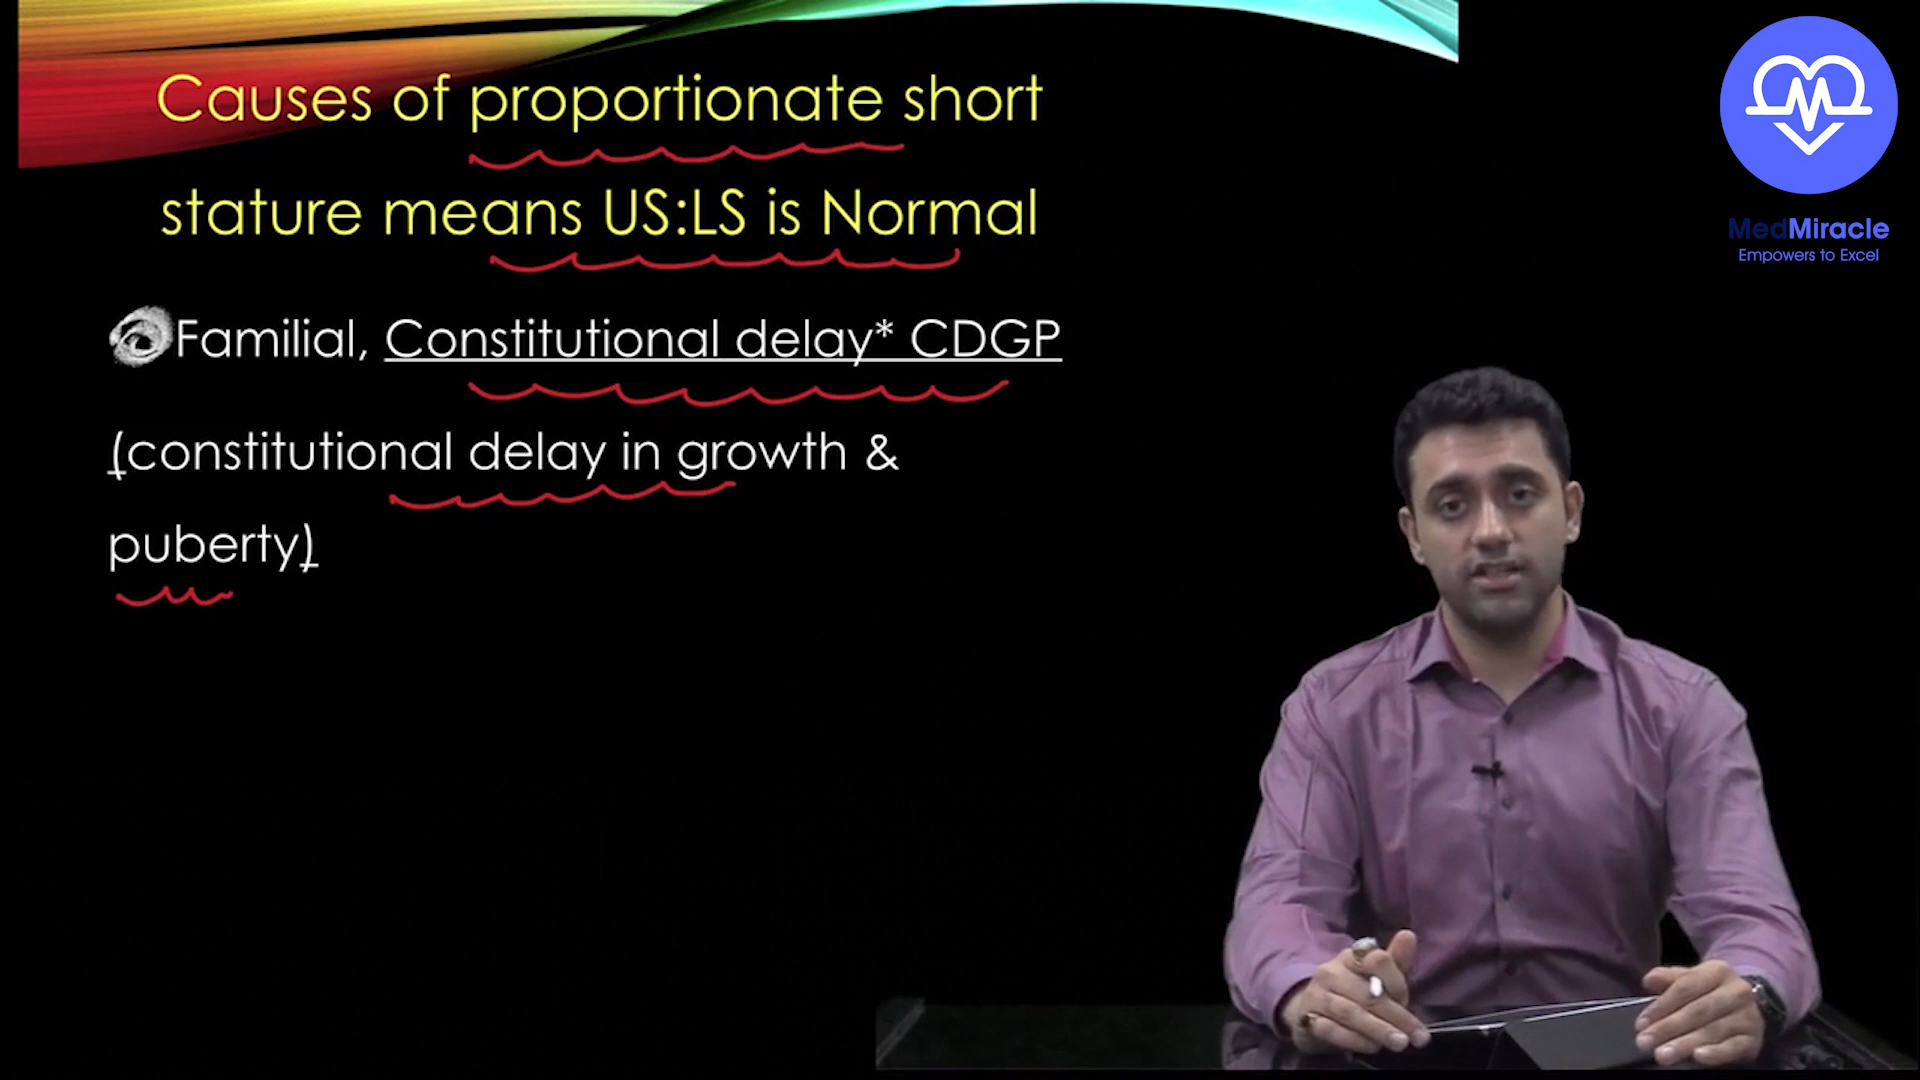 Causes of proportionate short
stature means US:LS is Normal
Familial, Constitutional delay* CDGP
(constitutional delay in growth &
puberty)
MedMiracle
Empowers to Excel